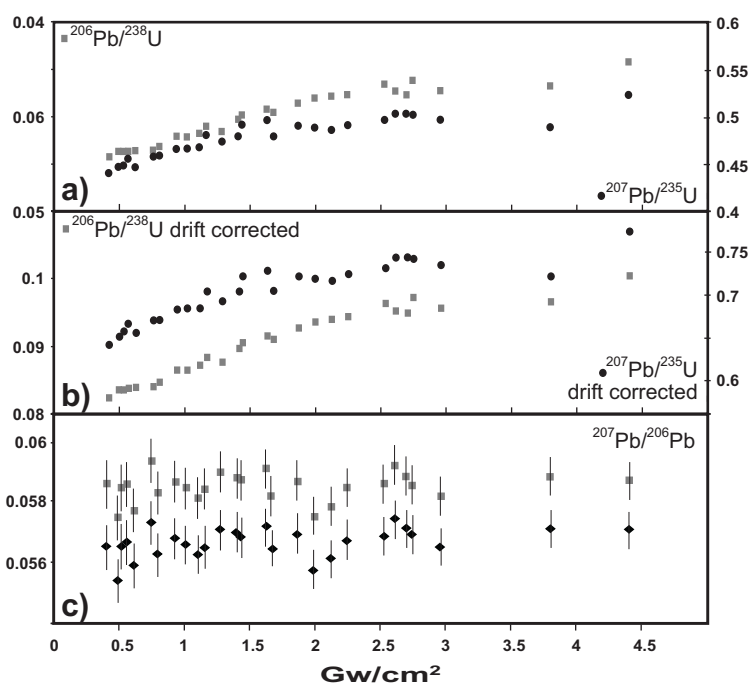 0.04
²⁰⁶Pb/²³⁸U
0.6
0.55
0.06
0.5
0.45
a)
²⁰⁷Pb/²³⁵U
0.05
0.4
²⁰⁶Pb/²³⁸U drift corrected
0.75
0.1
0.7
0.09
²⁰⁷Pb/²³⁵U
0.6
b)
drift corrected
0.08
0.06
²⁰⁷Pb/²⁰⁶Pb
0.058
0.056
c)
0 0.5 1 1.5 2 2.5 3 3.5 4 4.5
Gw/cm²